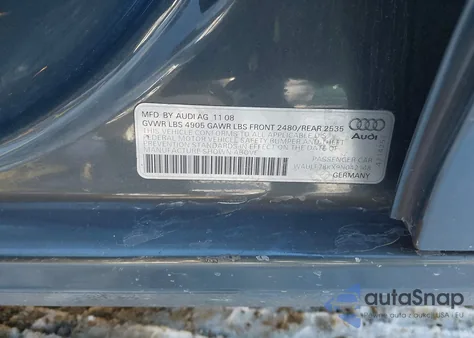 MFD BY AUDI AG 11 08
GVWR LBS 4905 GAWR LBS FRONT 2480/REAR 2535
THIS VEHICLE CONFORMS TO ALL APPLICABLE U.S.
FEDERAL MOTOR VEHICLE SAFETY BUMPER AND THEFT
PREVENTION STANDARDS IN EFFECT ON THE DATE OF
MANUFACTURE SHOWN ABOVE
Audi
PASSENGER CAR
GERMANY
autoSnap